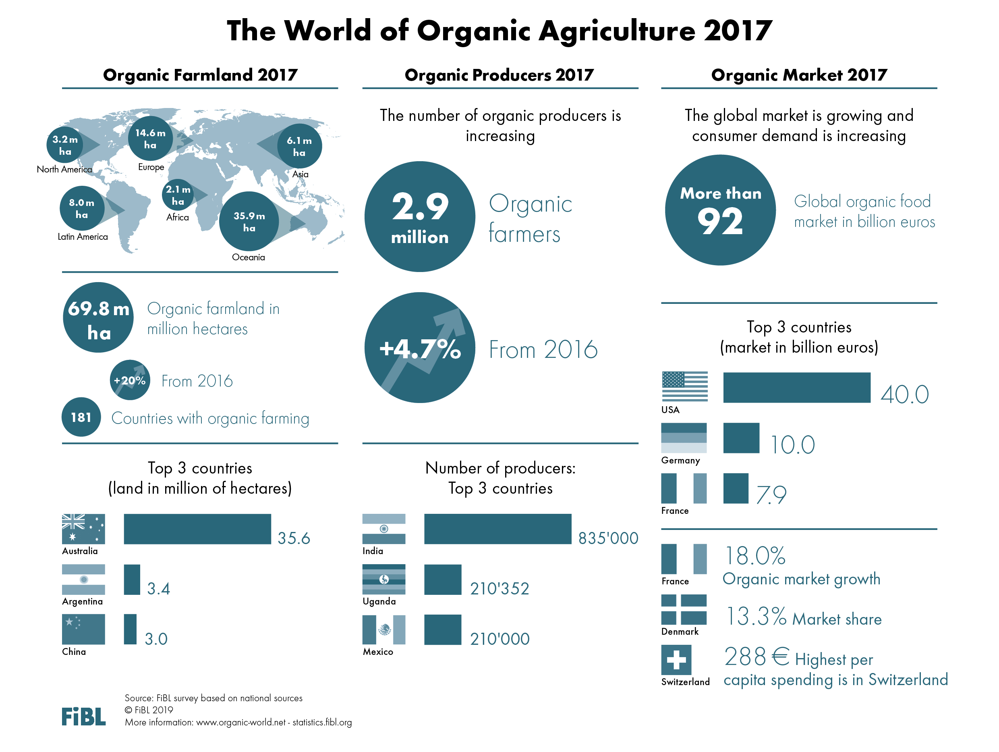 The World of Organic Agriculture 2017
Organic Farmland 2017
3.2 m
ha
North America
14.6 m
ha
Europe
6.1 m
ha
Asia
8.0 m
ha
Latin America
2.1 m
ha
Africa
35.9 m
ha
Oceania
69.8 m
ha
Organic farmland in
million hectares
+20%
From 2016
181
Countries with organic farming
Top 3 countries
(land in million of hectares)
Australia
35.6
Argentina
3.4
China
3.0
Organic Producers 2017
The number of organic producers is
increasing
2.9
million
Organic
farmers
+4.7%
From 2016
Number of producers:
Top 3 countries
India
835'000
Uganda
210'352
Mexico
210'000
Organic Market 2017
The global market is growing and
consumer demand is increasing
More than
92
Global organic food
market in billion euros
Top 3 countries
(market in billion euros)
USA
40.0
Germany
10.0
France
7.9
France
18.0%
Organic market growth
Denmark
13.3% Market share
Switzerland
288 € Highest per
capita spending is in Switzerland
FiBL
Source: FiBL survey based on national sources
© FiBL 2019
More information: www.organic-world.net - statistics.fibl.org